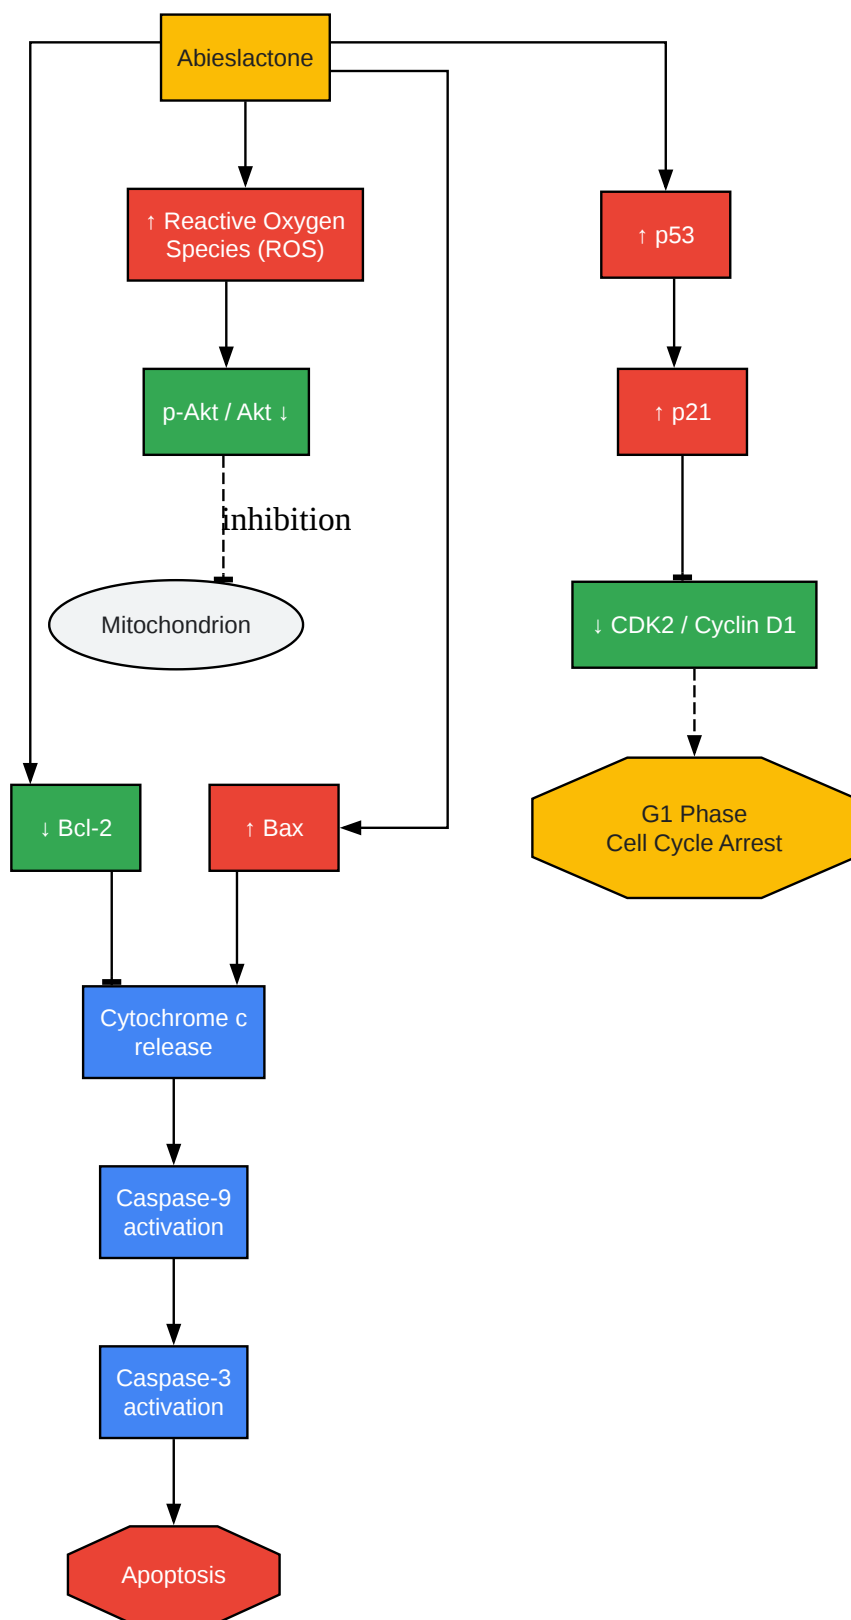 Abieslactone
↑ Reactive Oxygen
Species (ROS)
↑ p53
p-Akt / Akt ↓
↑ p21
inhibition
Mitochondrion
↓ CDK2 / Cyclin D1
↓ Bcl-2
↑ Bax
G1 Phase
Cell Cycle Arrest
Cytochrome c
release
Caspase-9
activation
Caspase-3
activation
Apoptosis